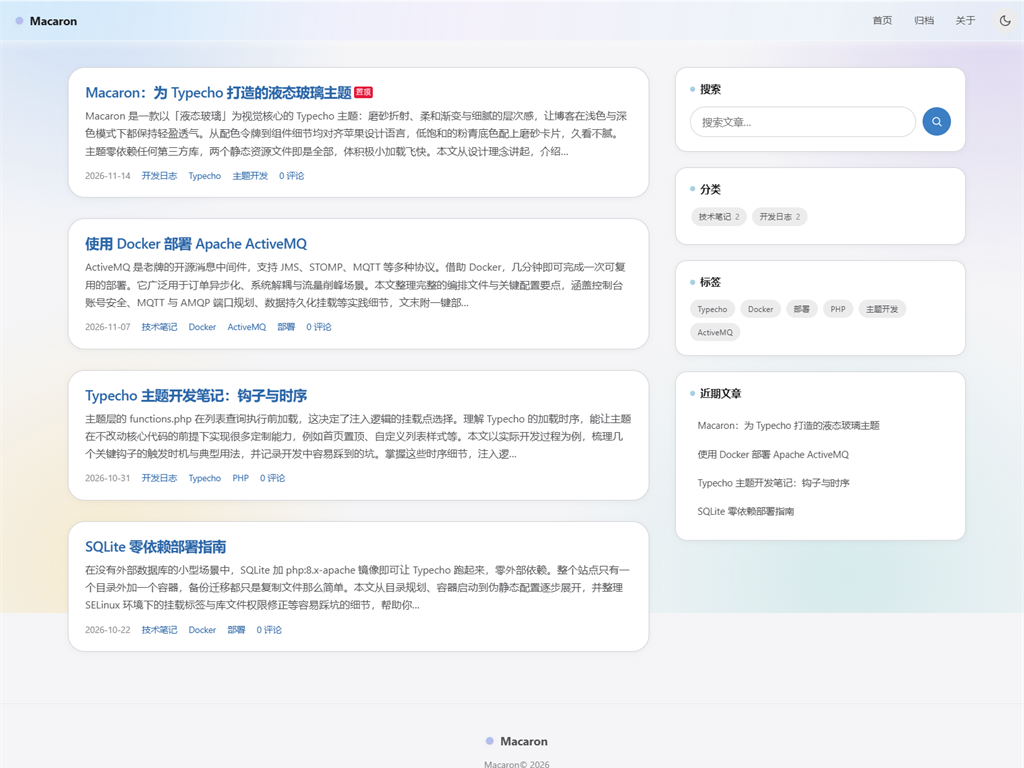 Macaron
首页 归档 关于
Macaron：为 Typecho 打造的液态玻璃主题 置顶
Macaron 是一款以「液态玻璃」为视觉核心的 Typecho 主题：磨砂折射、柔和渐变与细腻的层次感，让博客在浅色与深
色模式下都保持轻盈透气。从配色令牌到组件细节均对齐苹果设计语言，低饱和的粉青底色配上磨砂卡片，久看不腻。
主题零依赖任何第三方库，两个静态资源文件即是全部，体积极小加载飞快。本文从设计理念讲起，介绍...
2026-11-14 开发日志 Typecho 主题开发 0 评论
使用 Docker 部署 Apache ActiveMQ
ActiveMQ 是老牌的开源消息中间件，支持 JMS、STOMP、MQTT 等多种协议。借助 Docker，几分钟即可完成一次可复
用的部署。它广泛用于订单异步化、系统解耦与流量削峰场景。本文整理完整的编排文件与关键配置要点，涵盖控制台
账号安全、MQTT 与 AMQP 端口规划、数据持久化挂载等实践细节，文末附一键部...
2026-11-07 技术笔记 Docker ActiveMQ 部署 0 评论
Typecho 主题开发笔记：钩子与时序
主题层的 functions.php 在列表查询执行前加载，这决定了注入逻辑的挂载点选择。理解 Typecho 的加载时序，能让主题
在不改动核心代码的前提下实现很多定制能力，例如首页置顶、自定义列表样式等。本文以实际开发过程为例，梳理几
个关键钩子的触发时机与典型用法，并记录开发中容易踩到的坑。掌握这些时序细节，注入逻...
2026-10-31 开发日志 Typecho PHP 0 评论
SQLite 零依赖部署指南
在没有外部数据库的小型场景中，SQLite 加 php:8.x-apache 镜像即可让 Typecho 跑起来，零外部依赖。整个站点只有一
个目录外加一个容器，备份迁移都只是复制文件那么简单。本文从目录规划、容器启动到伪静态配置逐步展开，并整理
SELinux 环境下的挂载标签与库文件权限修正等容易踩坑的细节，帮助你...
2026-10-22 技术笔记 Docker 部署 0 评论
搜索
搜索文章...
分类
技术笔记 2 开发日志 2
标签
Typecho Docker 部署 PHP 主题开发
ActiveMQ
近期文章
Macaron：为 Typecho 打造的液态玻璃主题
使用 Docker 部署 Apache ActiveMQ
Typecho 主题开发笔记：钩子与时序
SQLite 零依赖部署指南
Macaron
Macaron© 2026